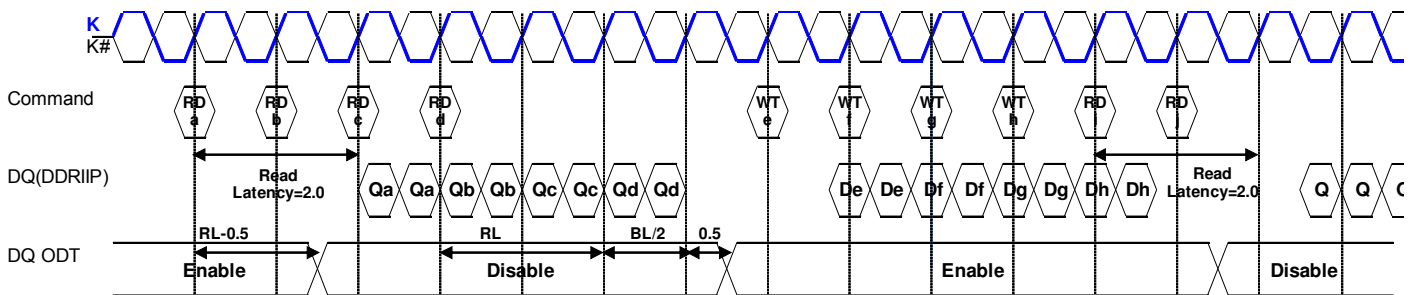 K
K#
Command
RD a
RD b
RD c
RD d
WT e
WT f
WT g
WT h
RD i
RD j
Read
Latency=2.0
Read
Latency=2.0
DQ(DDRIIP)
Qa Qa Qb Qb Qc Qc Qd Qd
De De Df Df Dg Dg Dh Dh
Q Q
RL-0.5
RL
BL/2
0.5
DQ ODT
Enable
Disable
Enable
Disable